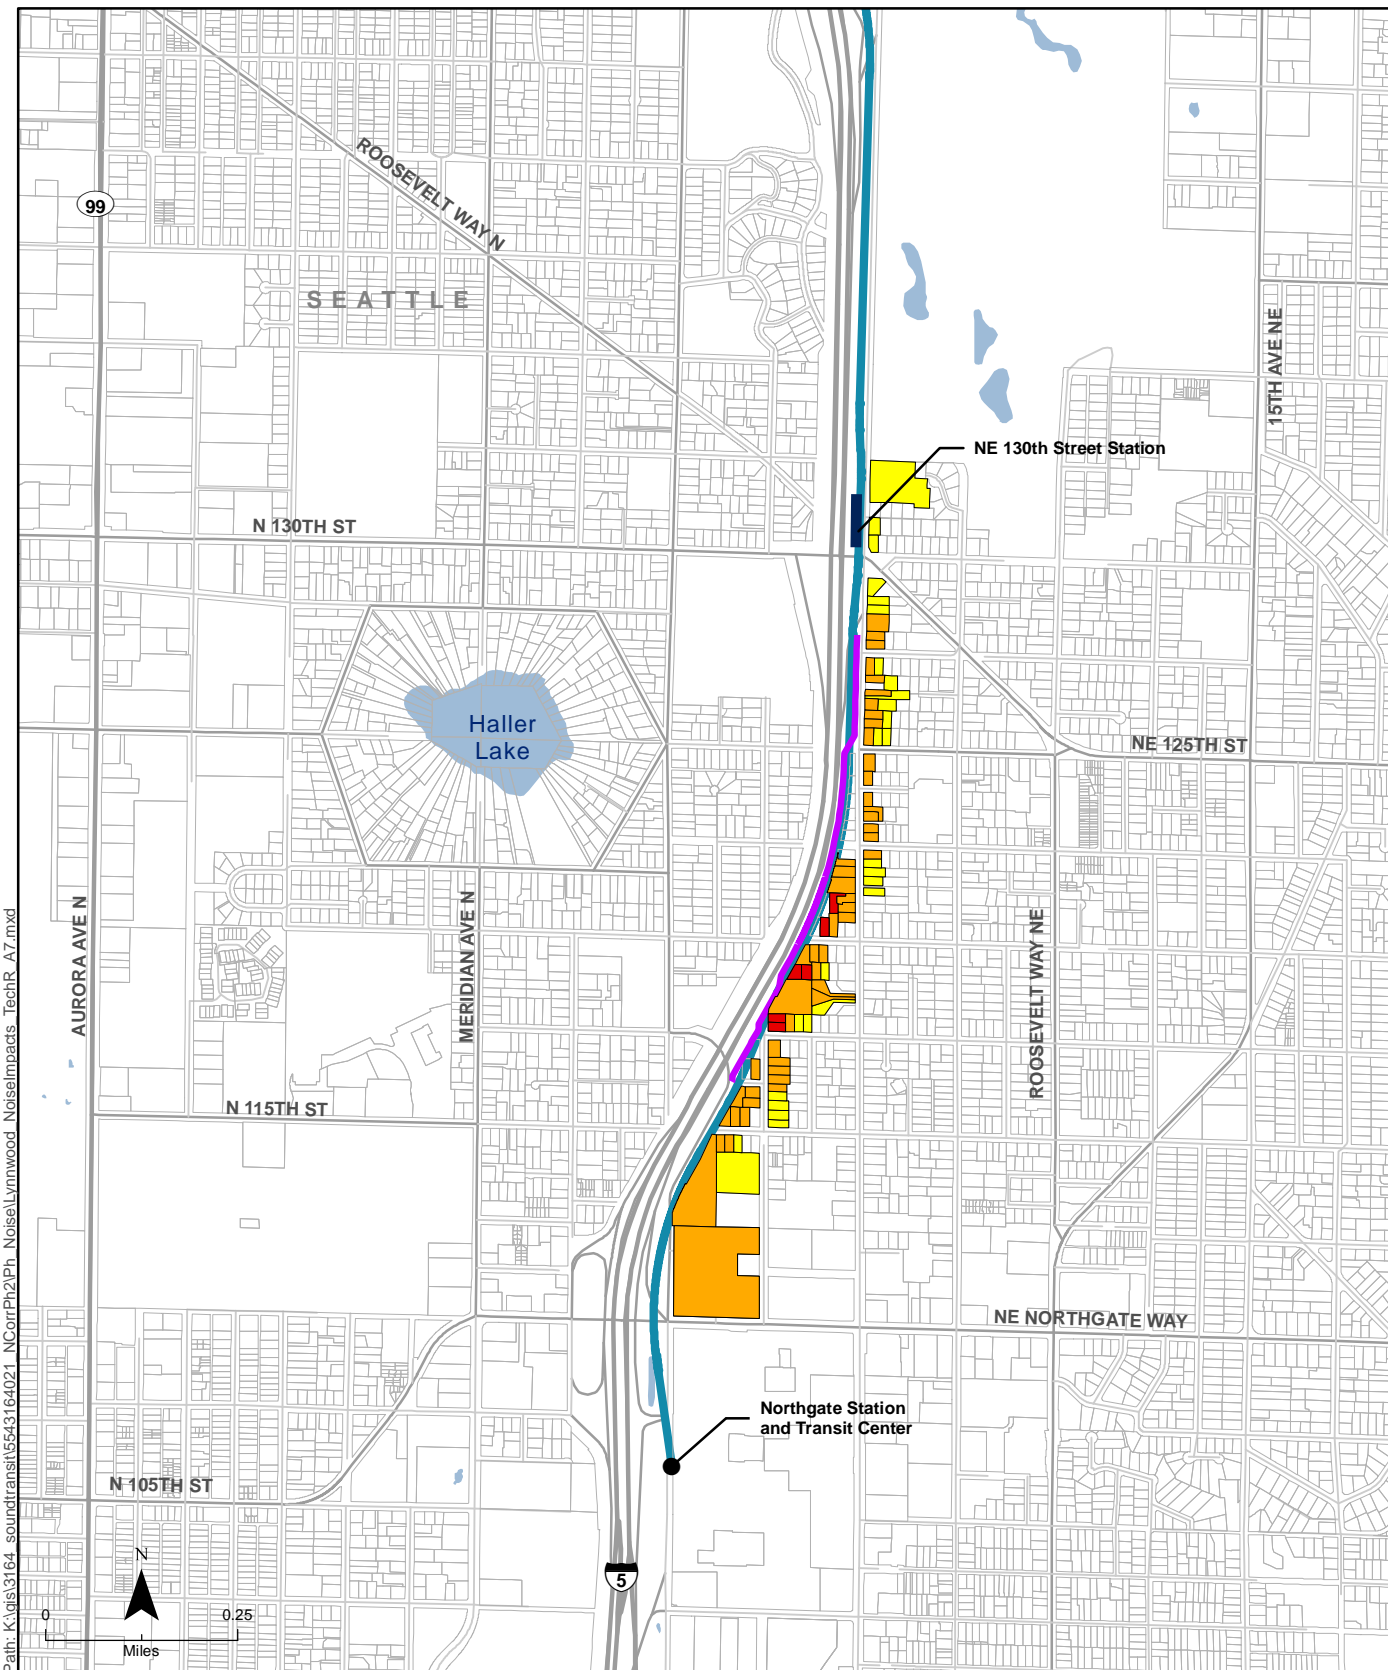 ROOSEVELT WAY N
99
SEATTLE
15TH AVE NE
NE 130th Street Station
N 130TH ST
Haller
Lake
NE 125TH ST
AURORA AVE N
MERIDIAN AVE N
ROOSEVELT WAY NE
N 115TH ST
NE NORTHGATE WAY
Northgate Station
and Transit Center
N 105TH ST
N
5
0
0.25
Miles
Path: K:\gis\3164_soundtransit\5543164021_NCorrPh2\Ph_Noise\Lynnwood_NoiseImpacts_TechR_A7.mxd